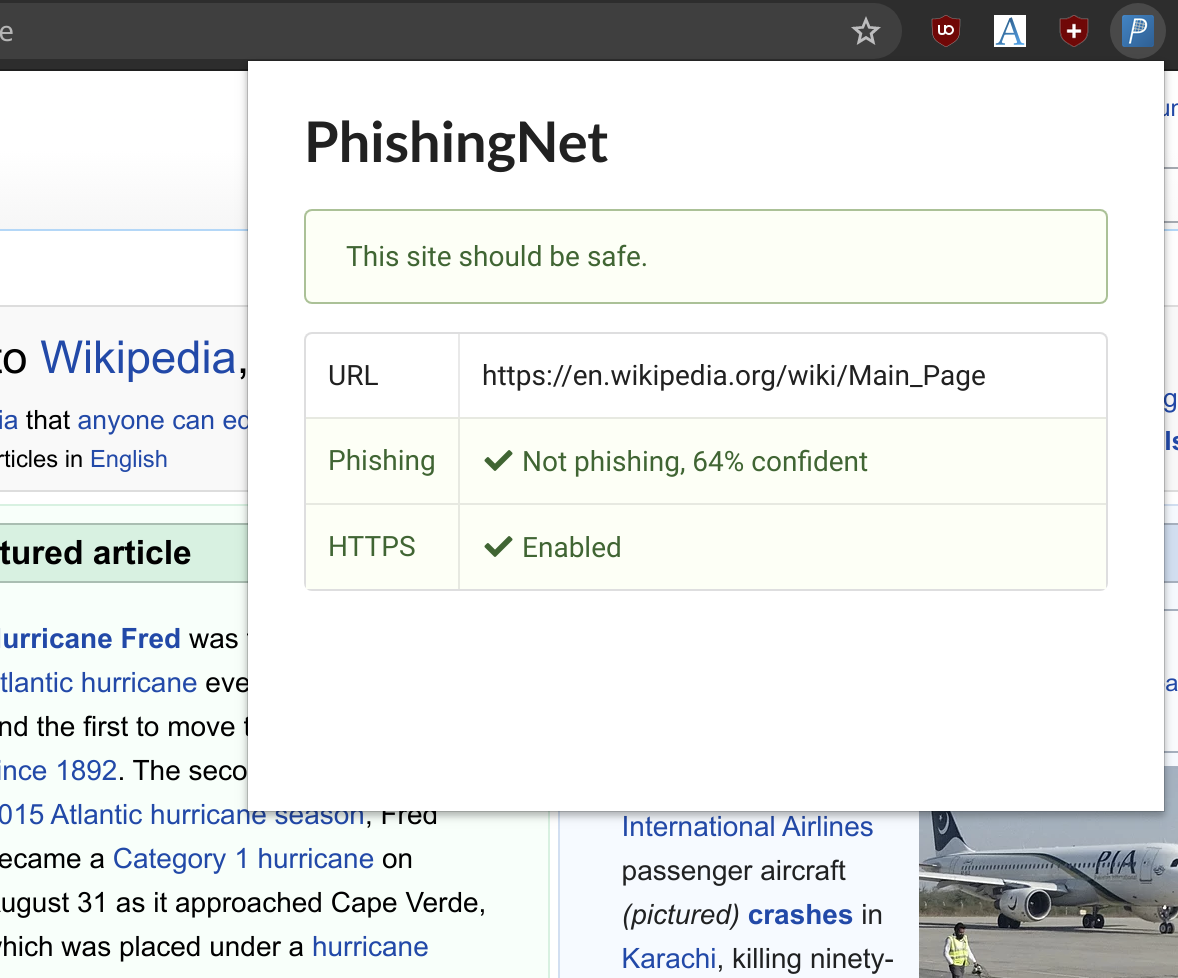 e
UO
A
P
PhishingNet
This site should be safe.
URL
https://en.wikipedia.org/wiki/Main_Page
Phishing
Not phishing, 64% confident
HTTPS
Enabled
to Wikipedia,
ia that anyone can ed
rticles in English
tured article
urricane Fred was
tlantic hurricane eve
nd the first to move t
ince 1892. The seco
015 Atlantic hurricane season, Fred
ecame a Category 1 hurricane on
ugust 31 as it approached Cape Verde,
which was placed under a hurricane
International Airlines
passenger aircraft
(pictured) crashes in
Karachi, killing ninety-
PIA
ur
g
ls
a